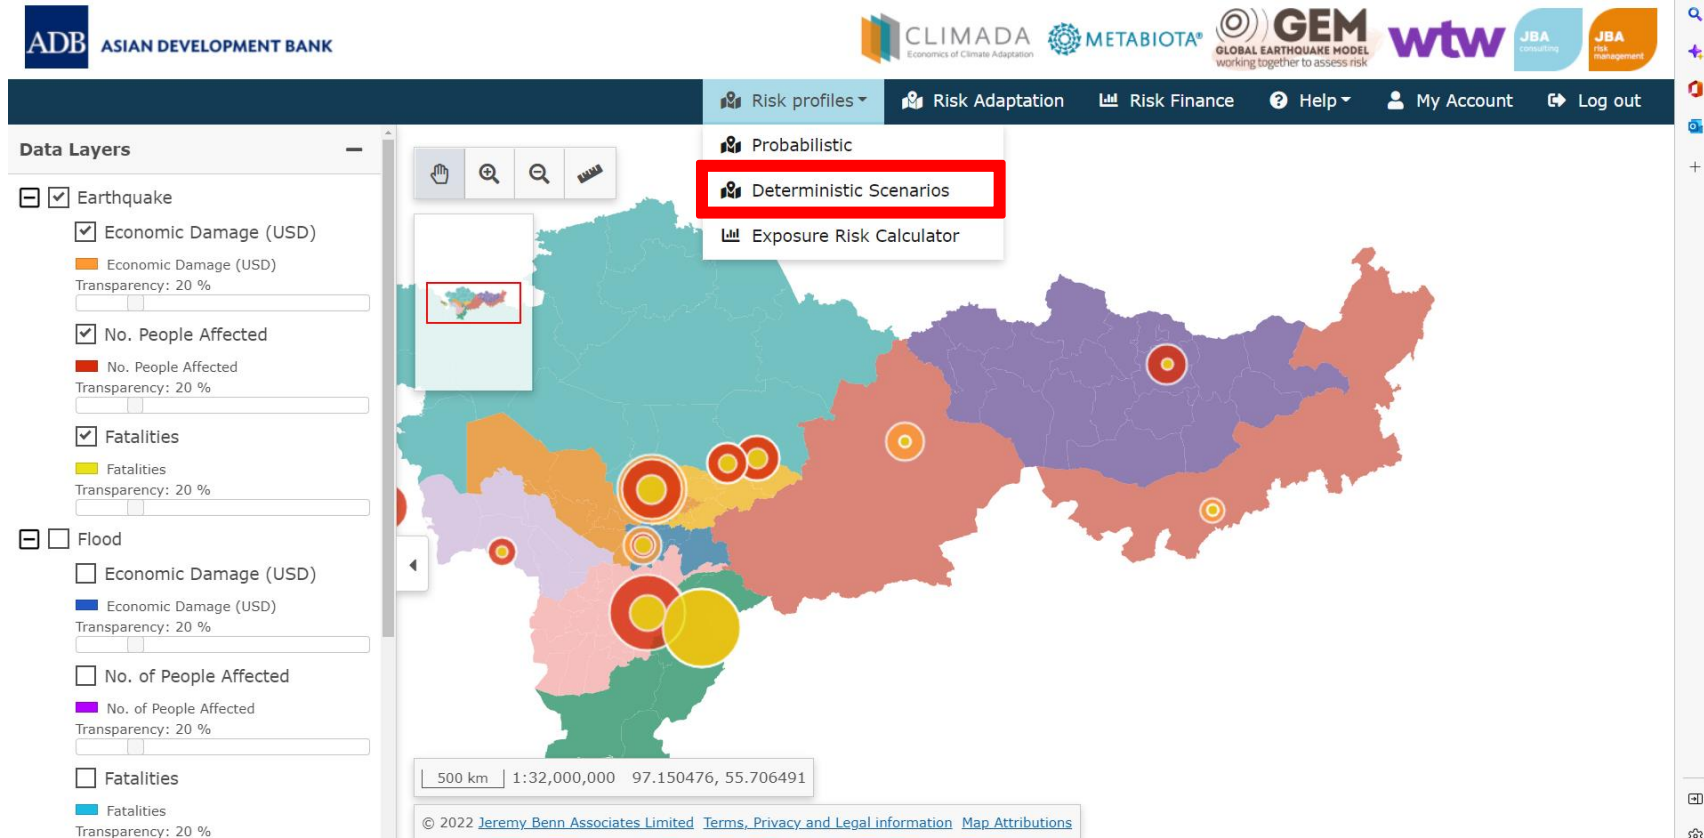 ADB ASIAN DEVELOPMENT BANK
CLIMADA
Economics of Climate Adaptation
METABIOTA®
GEM
GLOBAL EARTHQUAKE MODEL
working together to assess risk
wtw
JBA
consulting
JBA
risk
management
Risk profiles
Risk Adaptation
Risk Finance
Help
My Account
Log out
Probabilistic
Deterministic Scenarios
Exposure Risk Calculator
Data Layers
Earthquake
Economic Damage (USD)
Economic Damage (USD)
Transparency: 20 %
No. People Affected
No. People Affected
Transparency: 20 %
Fatalities
Fatalities
Transparency: 20 %
Flood
Economic Damage (USD)
Economic Damage (USD)
Transparency: 20 %
No. of People Affected
No. of People Affected
Transparency: 20 %
Fatalities
Fatalities
Transparency: 20 %
500 km 1:32,000,000 97.150476, 55.706491
© 2022 Jeremy Benn Associates Limited Terms, Privacy and Legal information Map Attributions